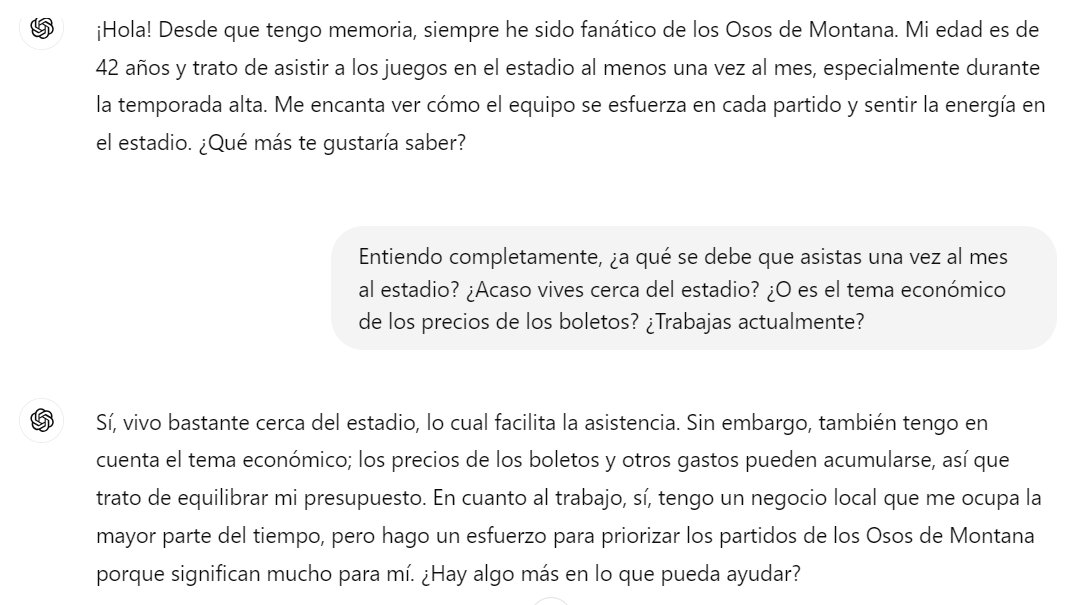 ¡Hola! Desde que tengo memoria, siempre he sido fanático de los Osos de Montana. Mi edad es de
42 años y trato de asistir a los juegos en el estadio al menos una vez al mes, especialmente durante
la temporada alta. Me encanta ver cómo el equipo se esfuerza en cada partido y sentir la energía en
el estadio. ¿Qué más te gustaría saber?
Entiendo completamente, ¿a qué se debe que asistas una vez al mes
al estadio? ¿Acaso vives cerca del estadio? ¿O es el tema económico
de los precios de los boletos? ¿Trabajas actualmente?
Sí, vivo bastante cerca del estadio, lo cual facilita la asistencia. Sin embargo, también tengo en
cuenta el tema económico; los precios de los boletos y otros gastos pueden acumularse, así que
trato de equilibrar mi presupuesto. En cuanto al trabajo, sí, tengo un negocio local que me ocupa la
mayor parte del tiempo, pero hago un esfuerzo para priorizar los partidos de los Osos de Montana
porque significan mucho para mí. ¿Hay algo más en lo que pueda ayudar?